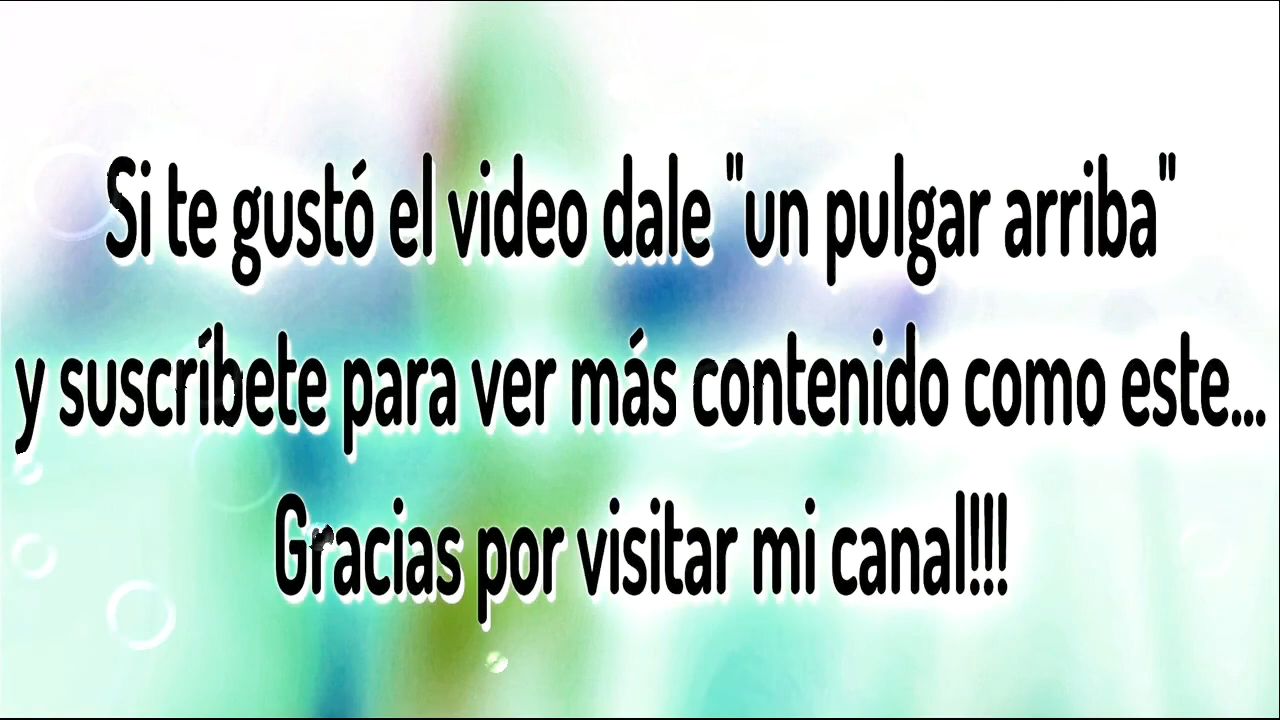 Si te gustó el video dale "un pulgar arriba"
y suscríbete para ver más contenido como este...
Gracias por visitar mi canal!!!